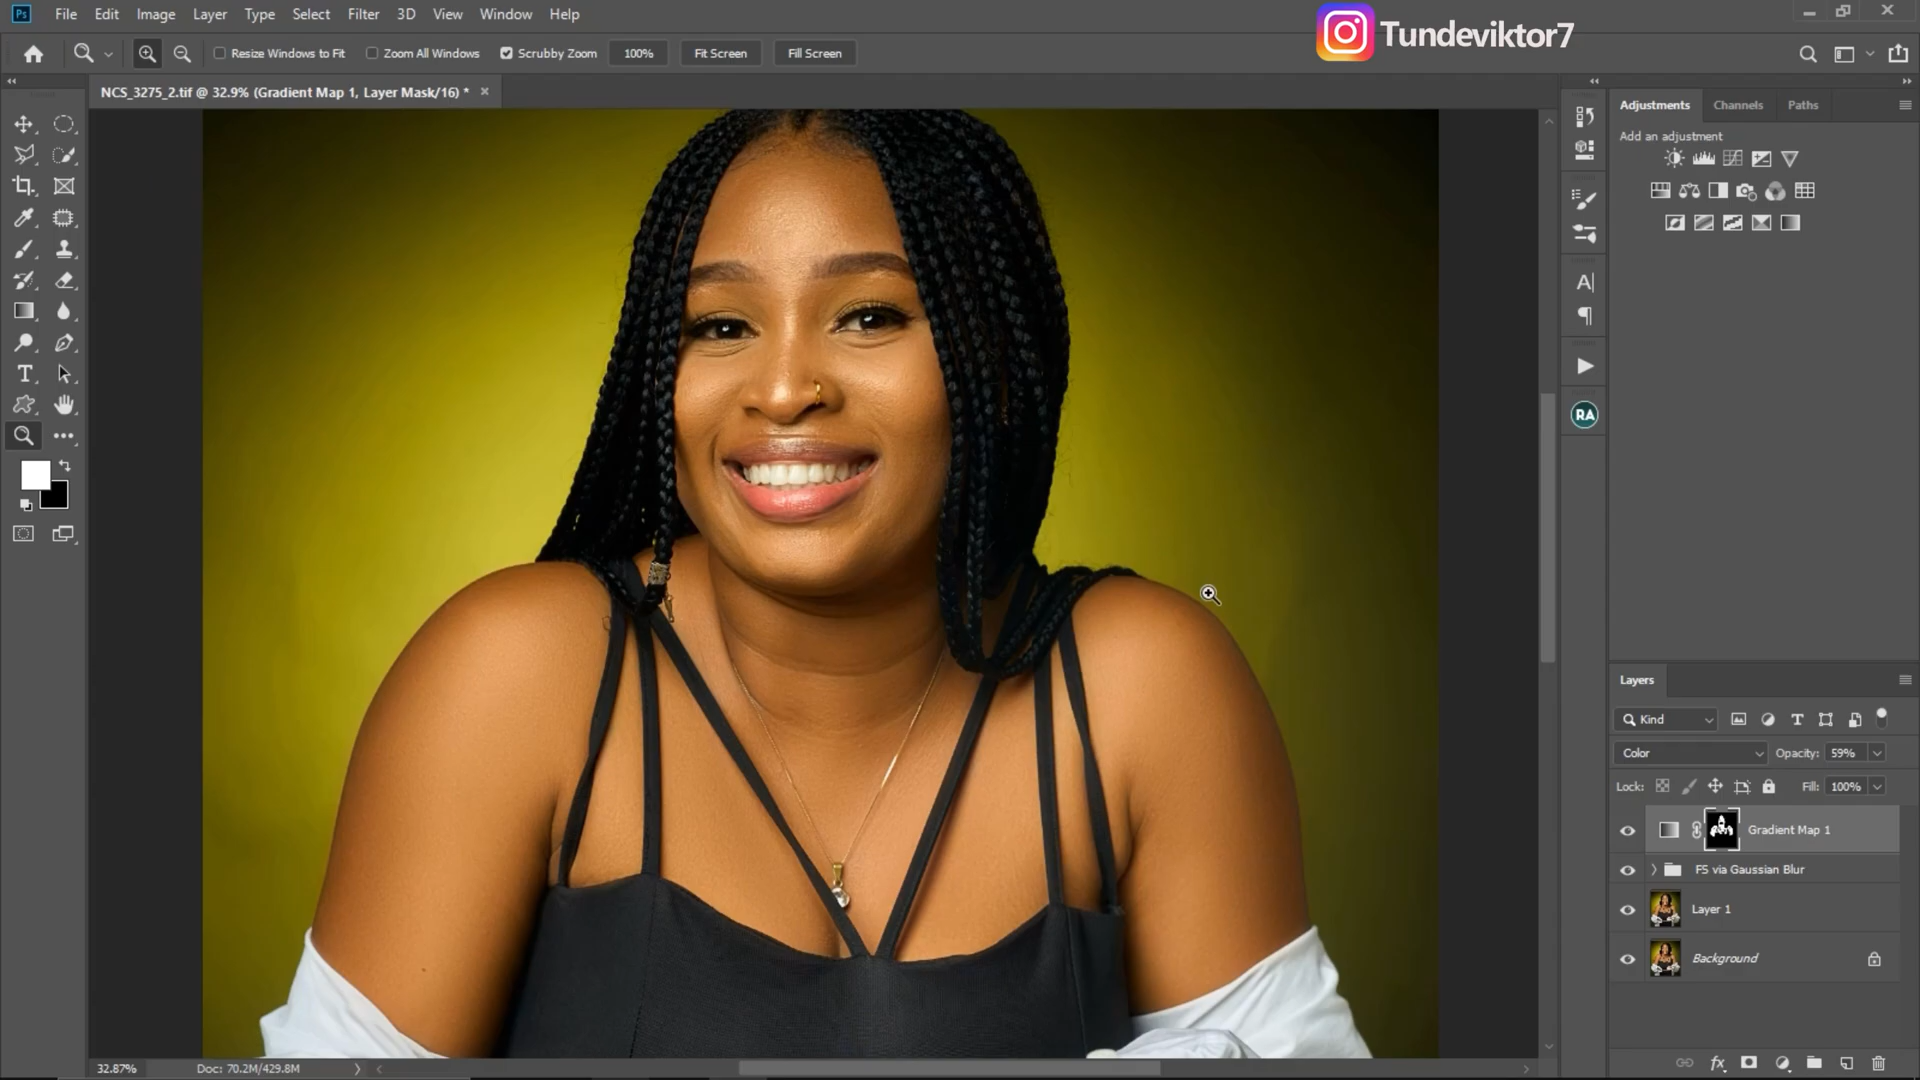 Ps File Edit Image Layer Type Select Filter 3D View Window Help
Tundeviktor7
Resize Windows to Fit Zoom All Windows Scrubby Zoom 100% Fit Screen Fill Screen
NCS_3275_2.tif @ 32.9% (Gradient Map 1, Layer Mask/16) *
Adjustments Channels Paths
Add an adjustment
RA
Layers
Kind
Color Opacity: 59%
Lock: Fill: 100%
Gradient Map 1
FS via Gaussian Blur
Layer 1
Background
32.87% Doc: 70.2M/429.8M